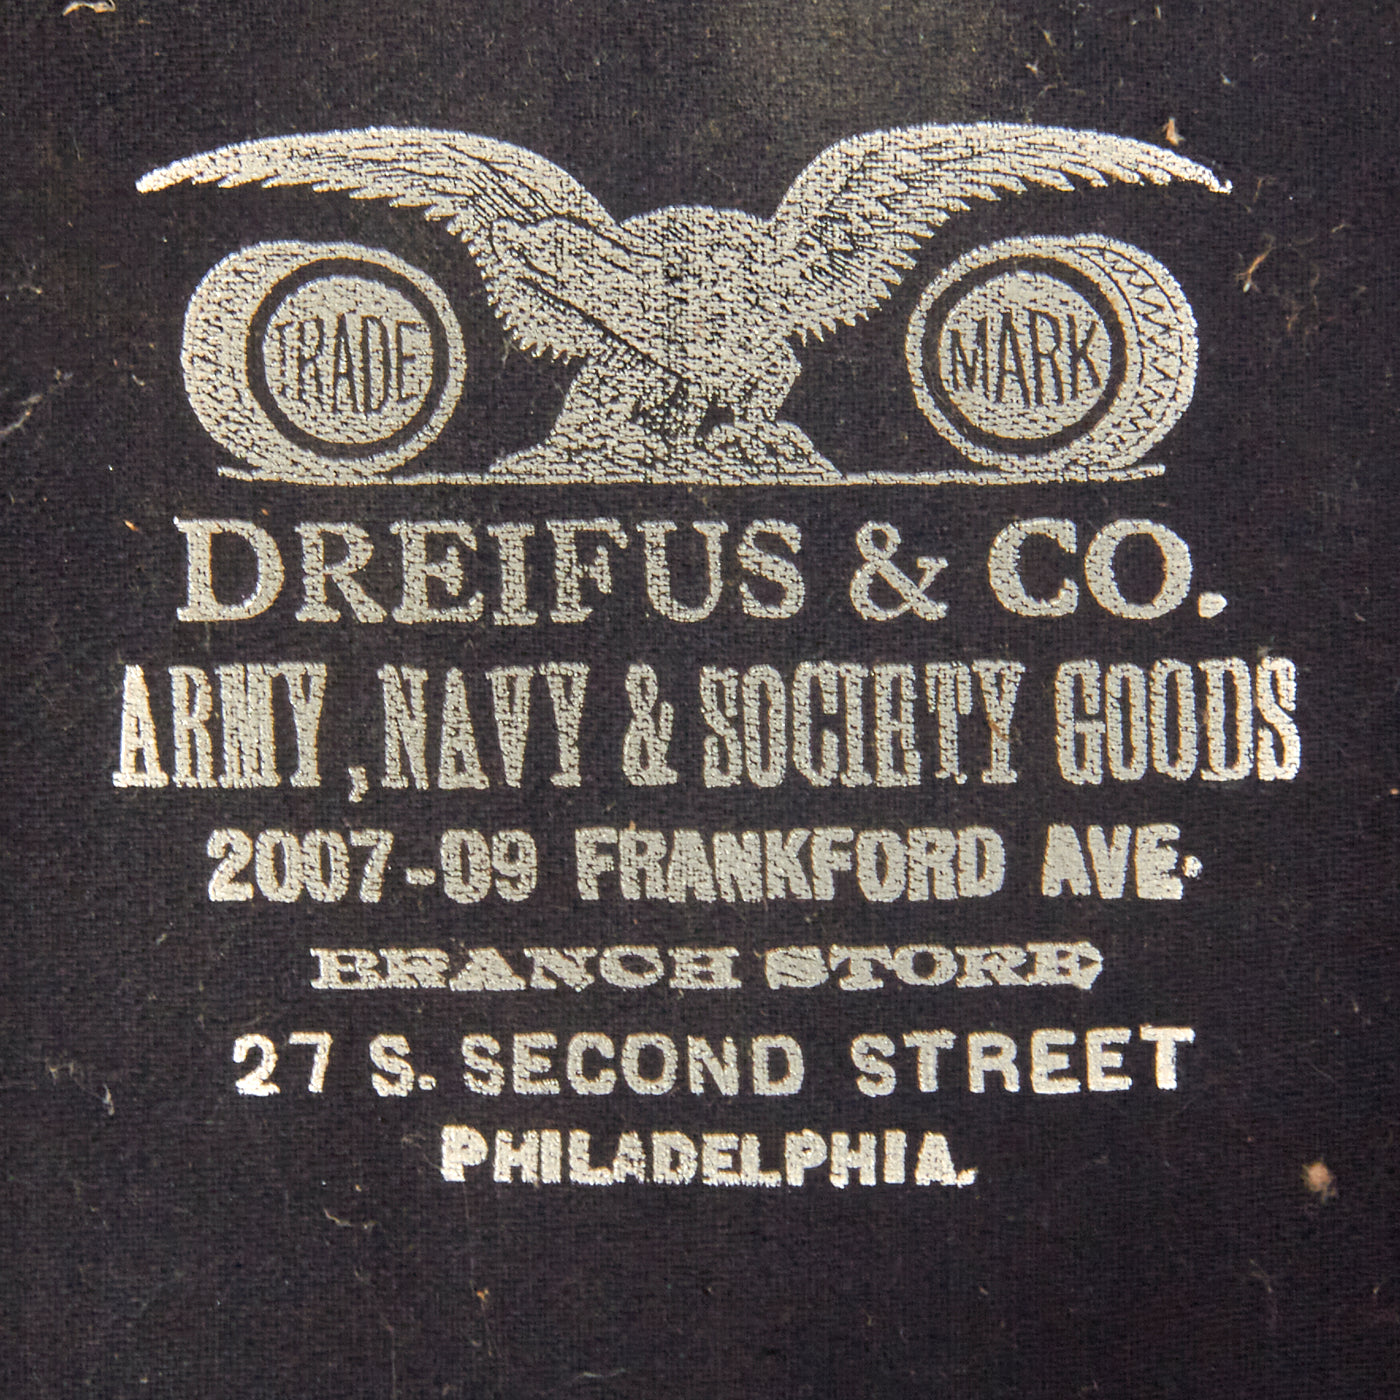 TRADE MARK
DREIFUS & CO.
ARMY, NAVY & SOCIETY GOODS
2007-09 FRANKFORD AVE.
BRANCH STORE
27 S. SECOND STREET
PHILADELPHIA.